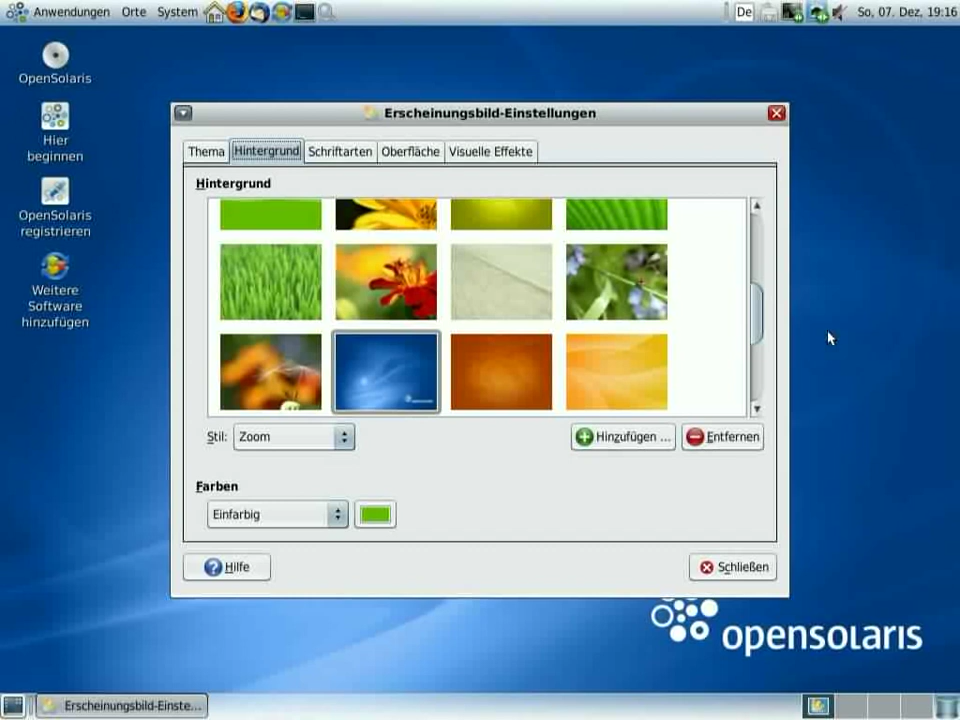 Anwendungen Orte System De So, 07. Dez, 19:16
OpenSolaris
Hier
beginnen
OpenSolaris
registrieren
Weitere
Software
hinzufügen
Erscheinungsbild-Einstellungen
Thema Hintergrund Schriftarten Oberfläche Visuelle Effekte
Hintergrund
Stil: Zoom Hinzufügen ... Entfernen
Farben
Einfarbig
Hilfe Schließen
opensolaris
Erscheinungsbild-Einste...